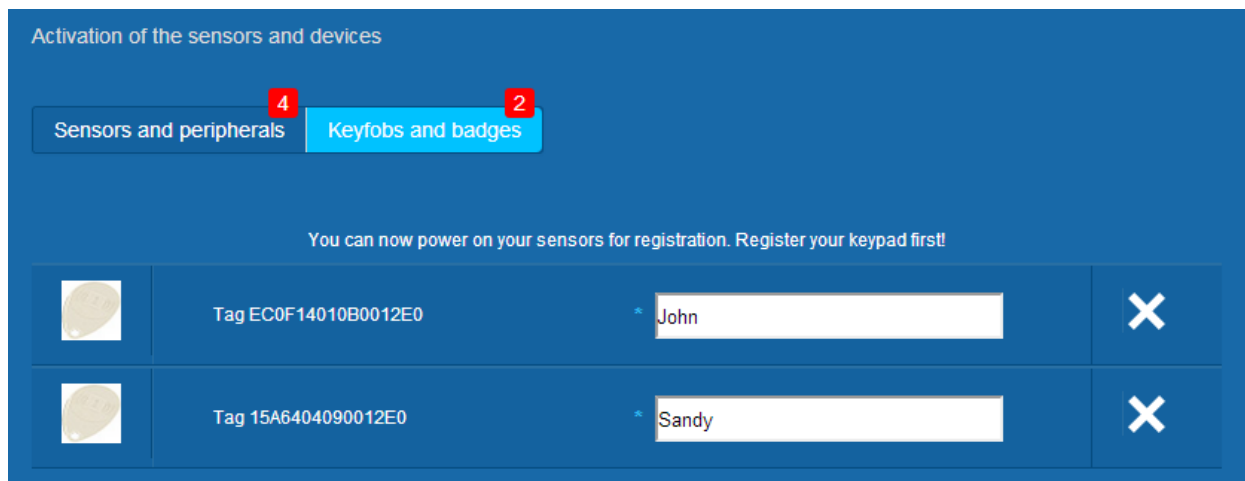 Activation of the sensors and devices
4
2
Sensors and peripherals
Keyfobs and badges
You can now power on your sensors for registration. Register your keypad first!
Tag EC0F14010B0012E0 * John
Tag 15A6404090012E0 * Sandy